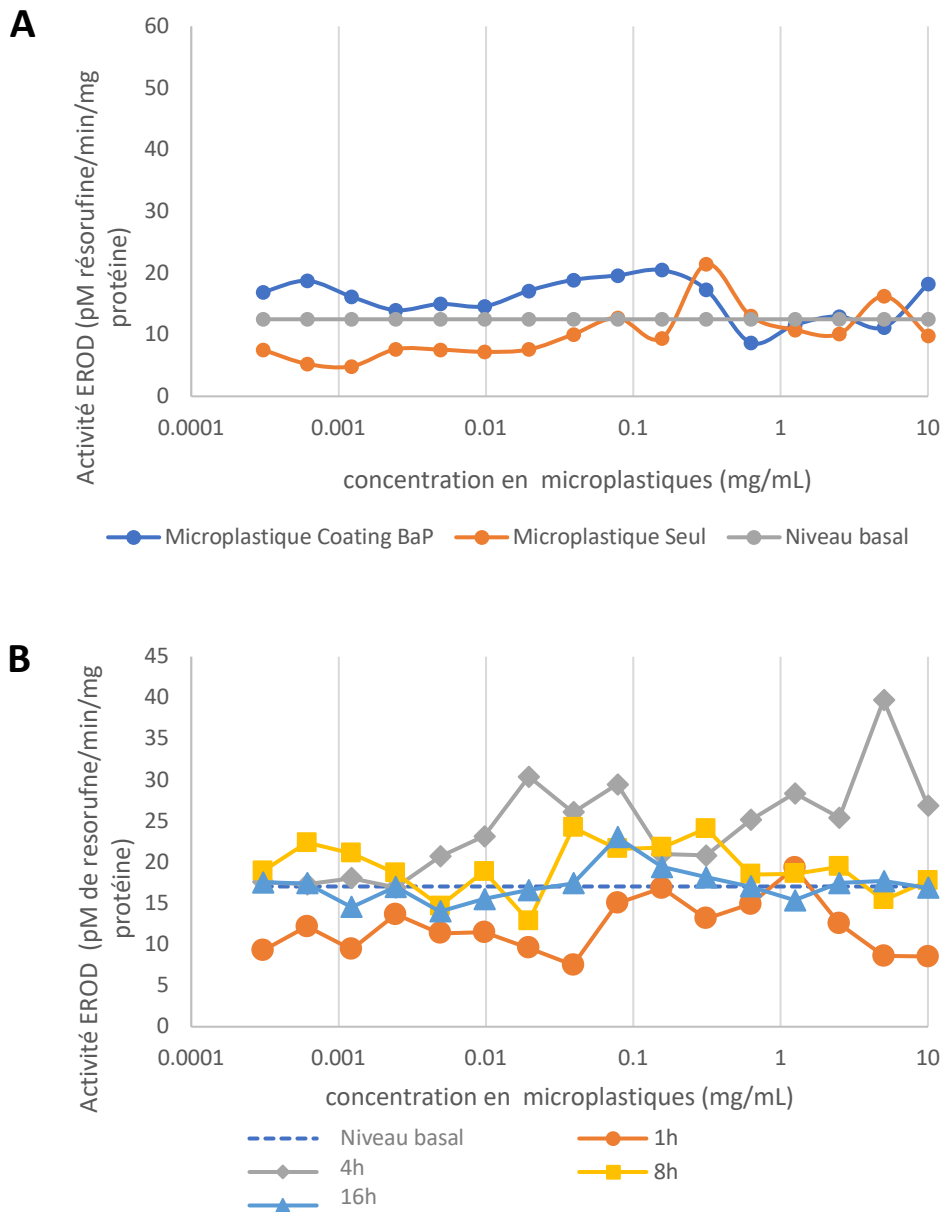 A
60
50
40
30
20
10
0
Activité EROD (pM résorufine/min/mg
protéine)
0.0001 0.001 0.01 0.1 1 10
concentration en microplastiques (mg/mL)
Microplastique Coating BaP Microplastique Seul Niveau basal
B
45
40
35
30
25
20
15
10
5
0
Activité EROD (pM de resorufne/min/mg
protéine)
0.0001 0.001 0.01 0.1 1 10
concentration en microplastiques (mg/mL)
Niveau basal 1h
4h 8h
16h